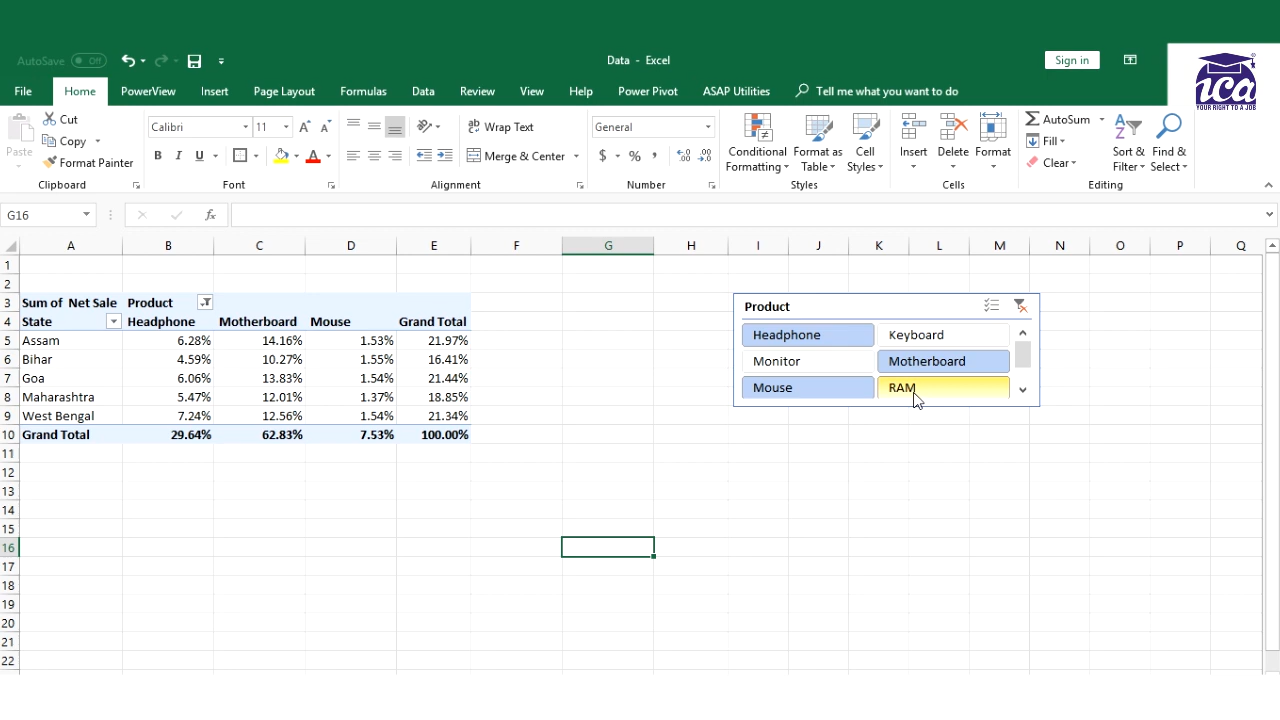 AutoSave Off
Data - Excel
Sign in
ica
YOUR RIGHT TO A JOB
File Home PowerView Insert Page Layout Formulas Data Review View Help Power Pivot ASAP Utilities Tell me what you want to do
Paste
Cut
Copy
Format Painter
Clipboard
Calibri 11
B I U
Font
Wrap Text
Merge & Center
Alignment
General
$ % ,
Number
Conditional Formatting
Format as Table
Cell Styles
Styles
Insert Delete Format
Cells
AutoSum
Fill
Clear
Sort & Filter
Find & Select
Editing
G16 fx
A B C D E F G H I J K L M N O P Q
1
2
3 Sum of Net Sale Product
4 State Headphone Motherboard Mouse Grand Total
5 Assam 6.28% 14.16% 1.53% 21.97%
6 Bihar 4.59% 10.27% 1.55% 16.41%
7 Goa 6.06% 13.83% 1.54% 21.44%
8 Maharashtra 5.47% 12.01% 1.37% 18.85%
9 West Bengal 7.24% 12.56% 1.54% 21.34%
10 Grand Total 29.64% 62.83% 7.53% 100.00%
11
12
13
14
15
16
17
18
19
20
21
22
Product
Headphone Keyboard
Monitor Motherboard
Mouse RAM